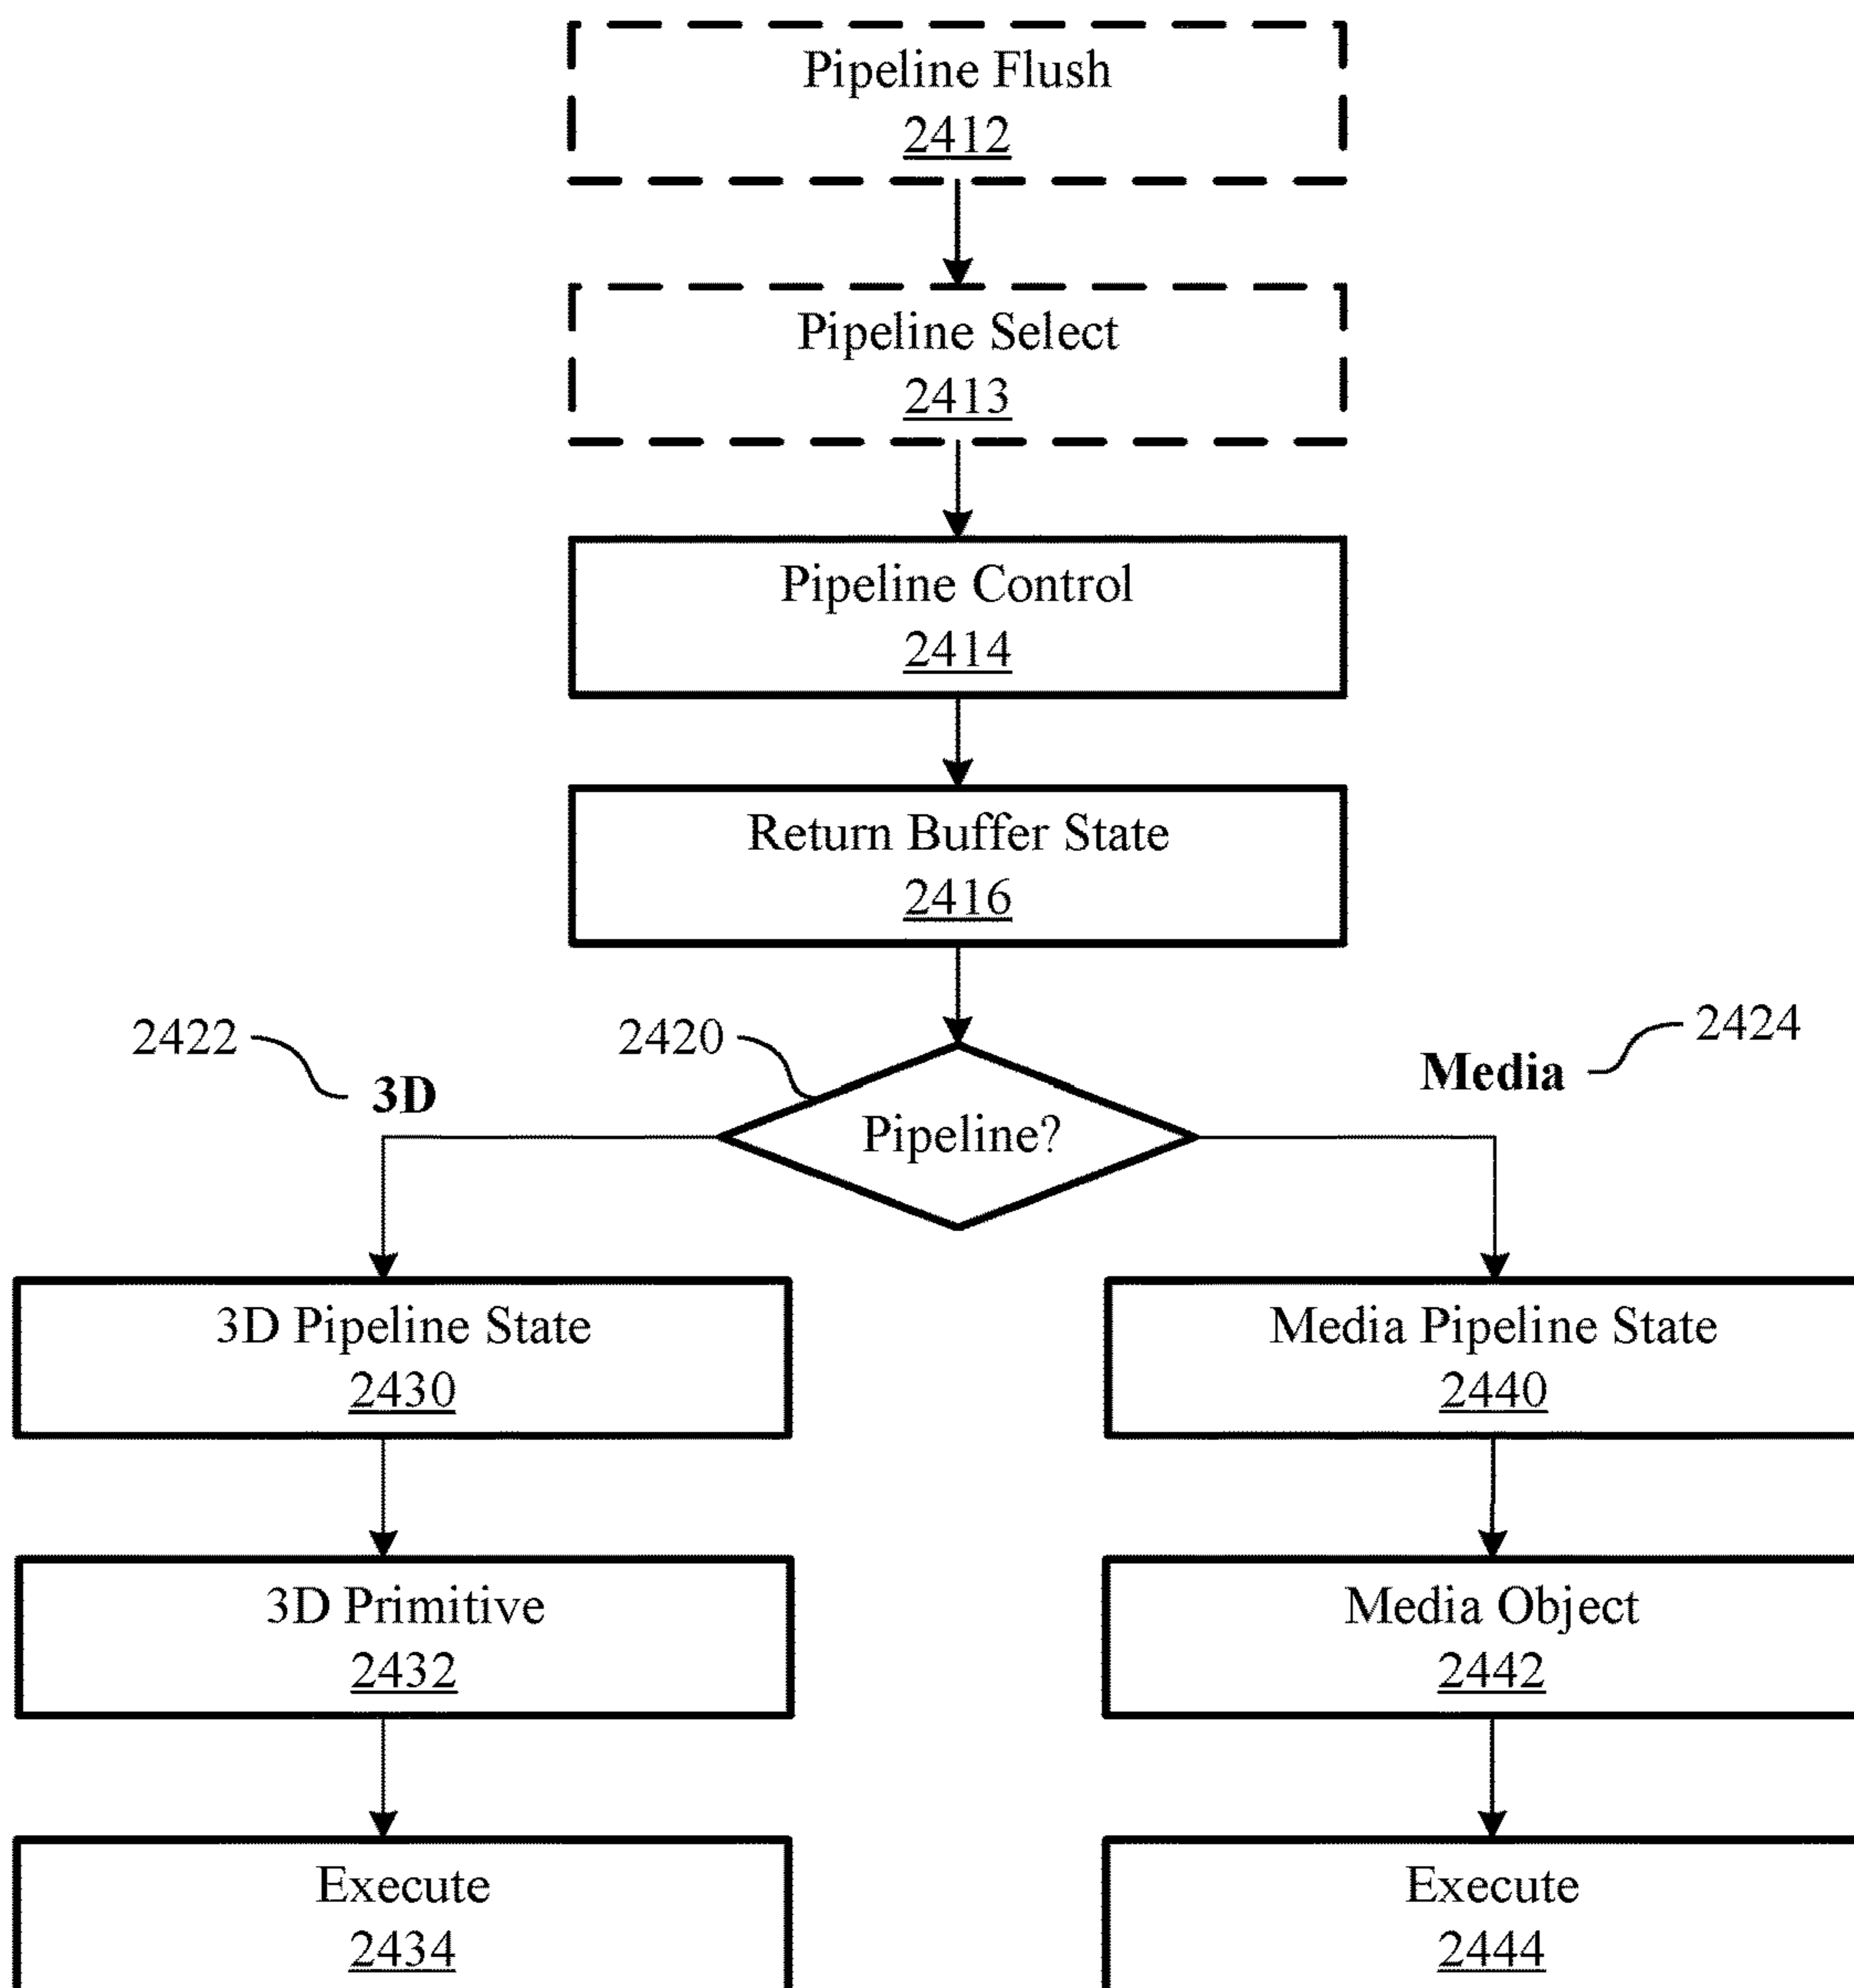 Pipeline Flush
2412
Pipeline Select
2413
Pipeline Control
2414
Return Buffer State
2416
2422
3D
2420
Pipeline?
2424
Media
3D Pipeline State
2430
Media Pipeline State
2440
3D Primitive
2432
Media Object
2442
Execute
2434
Execute
2444